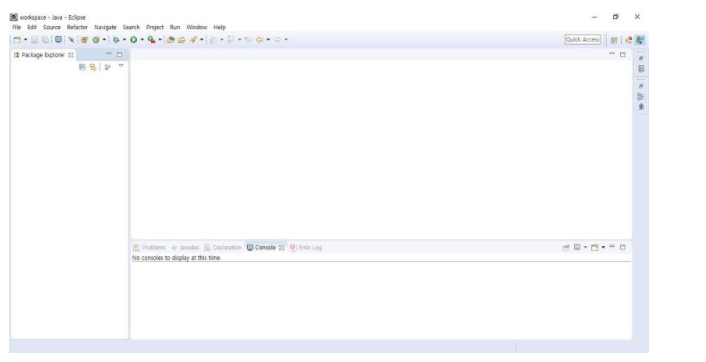 workspace - Java - Eclipse
File Edit Source Refactor Navigate Search Project Run Window Help
Quick Access
Package Explorer
Problems Javadoc Declaration Console Error Log
No consoles to display at this time.